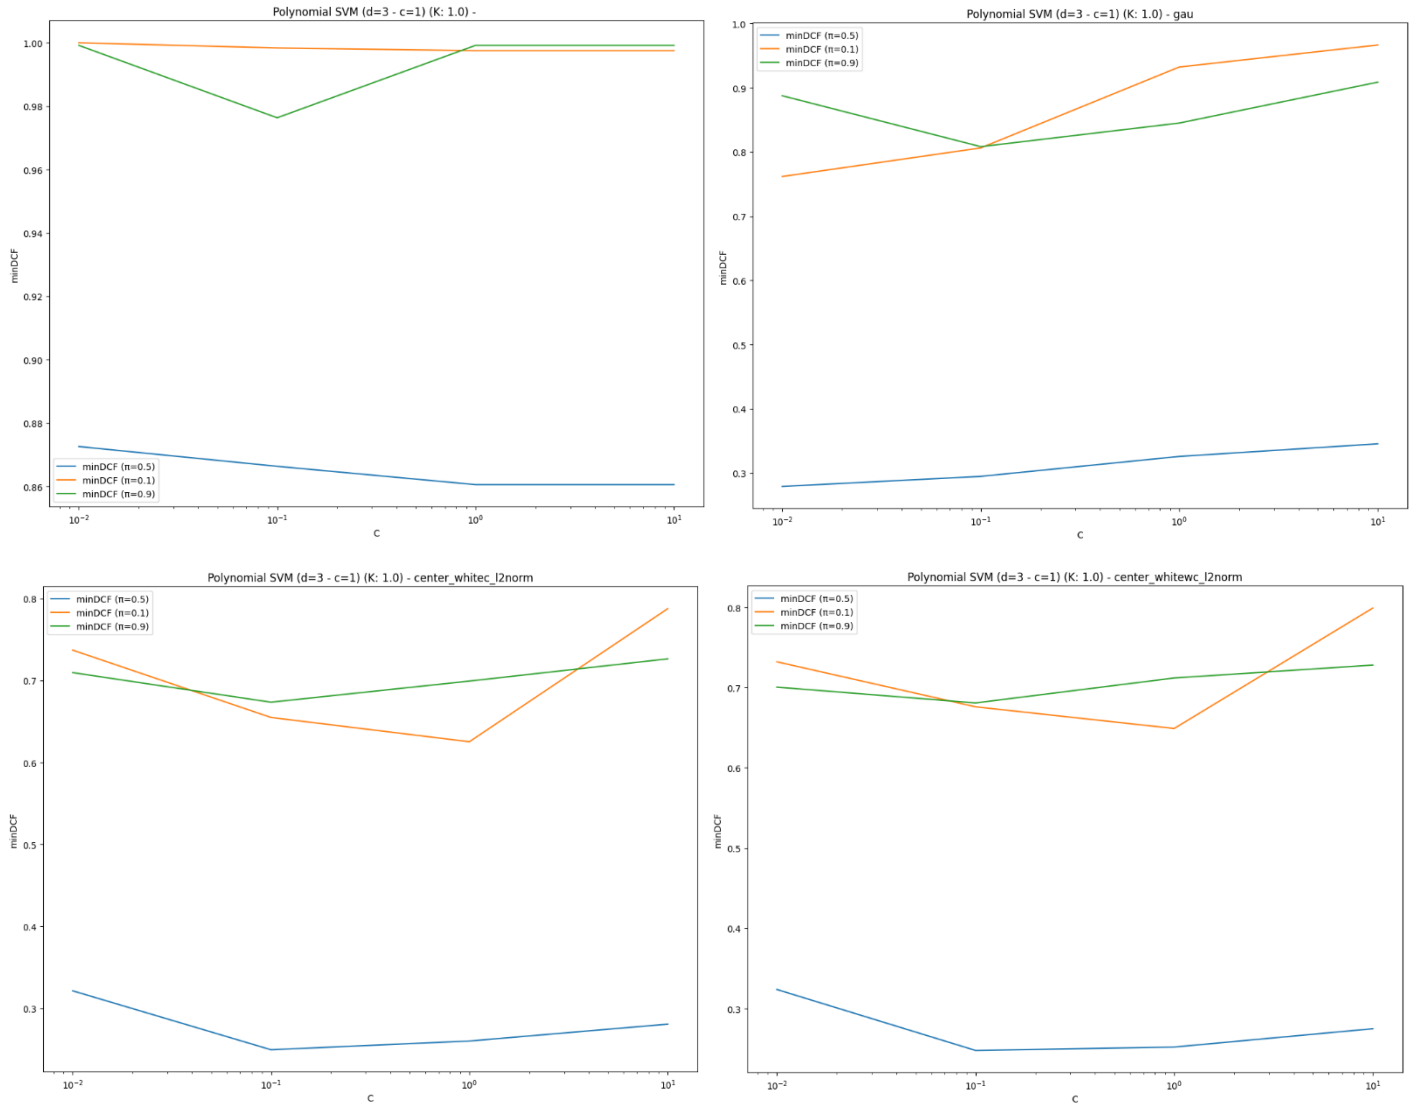 Polynomial SVM (d=3 - c=1) (K: 1.0) -
minDCF
1.00
0.98
0.96
0.94
0.92
0.90
0.88
0.86
minDCF (π=0.5)
minDCF (π=0.1)
minDCF (π=0.9)
10⁻²
10⁻¹
10⁰
10¹
C
Polynomial SVM (d=3 - c=1) (K: 1.0) - gau
minDCF (π=0.5)
minDCF (π=0.1)
minDCF (π=0.9)
minDCF
1.0
0.9
0.8
0.7
0.6
0.5
0.4
0.3
10⁻²
10⁻¹
10⁰
10¹
C
Polynomial SVM (d=3 - c=1) (K: 1.0) - center_whitec_l2norm
minDCF (π=0.5)
minDCF (π=0.1)
minDCF (π=0.9)
minDCF
0.8
0.7
0.6
0.5
0.4
0.3
10⁻²
10⁻¹
10⁰
10¹
C
Polynomial SVM (d=3 - c=1) (K: 1.0) - center_whitewc_l2norm
minDCF (π=0.5)
minDCF (π=0.1)
minDCF (π=0.9)
minDCF
0.8
0.7
0.6
0.5
0.4
0.3
10⁻²
10⁻¹
10⁰
10¹
C